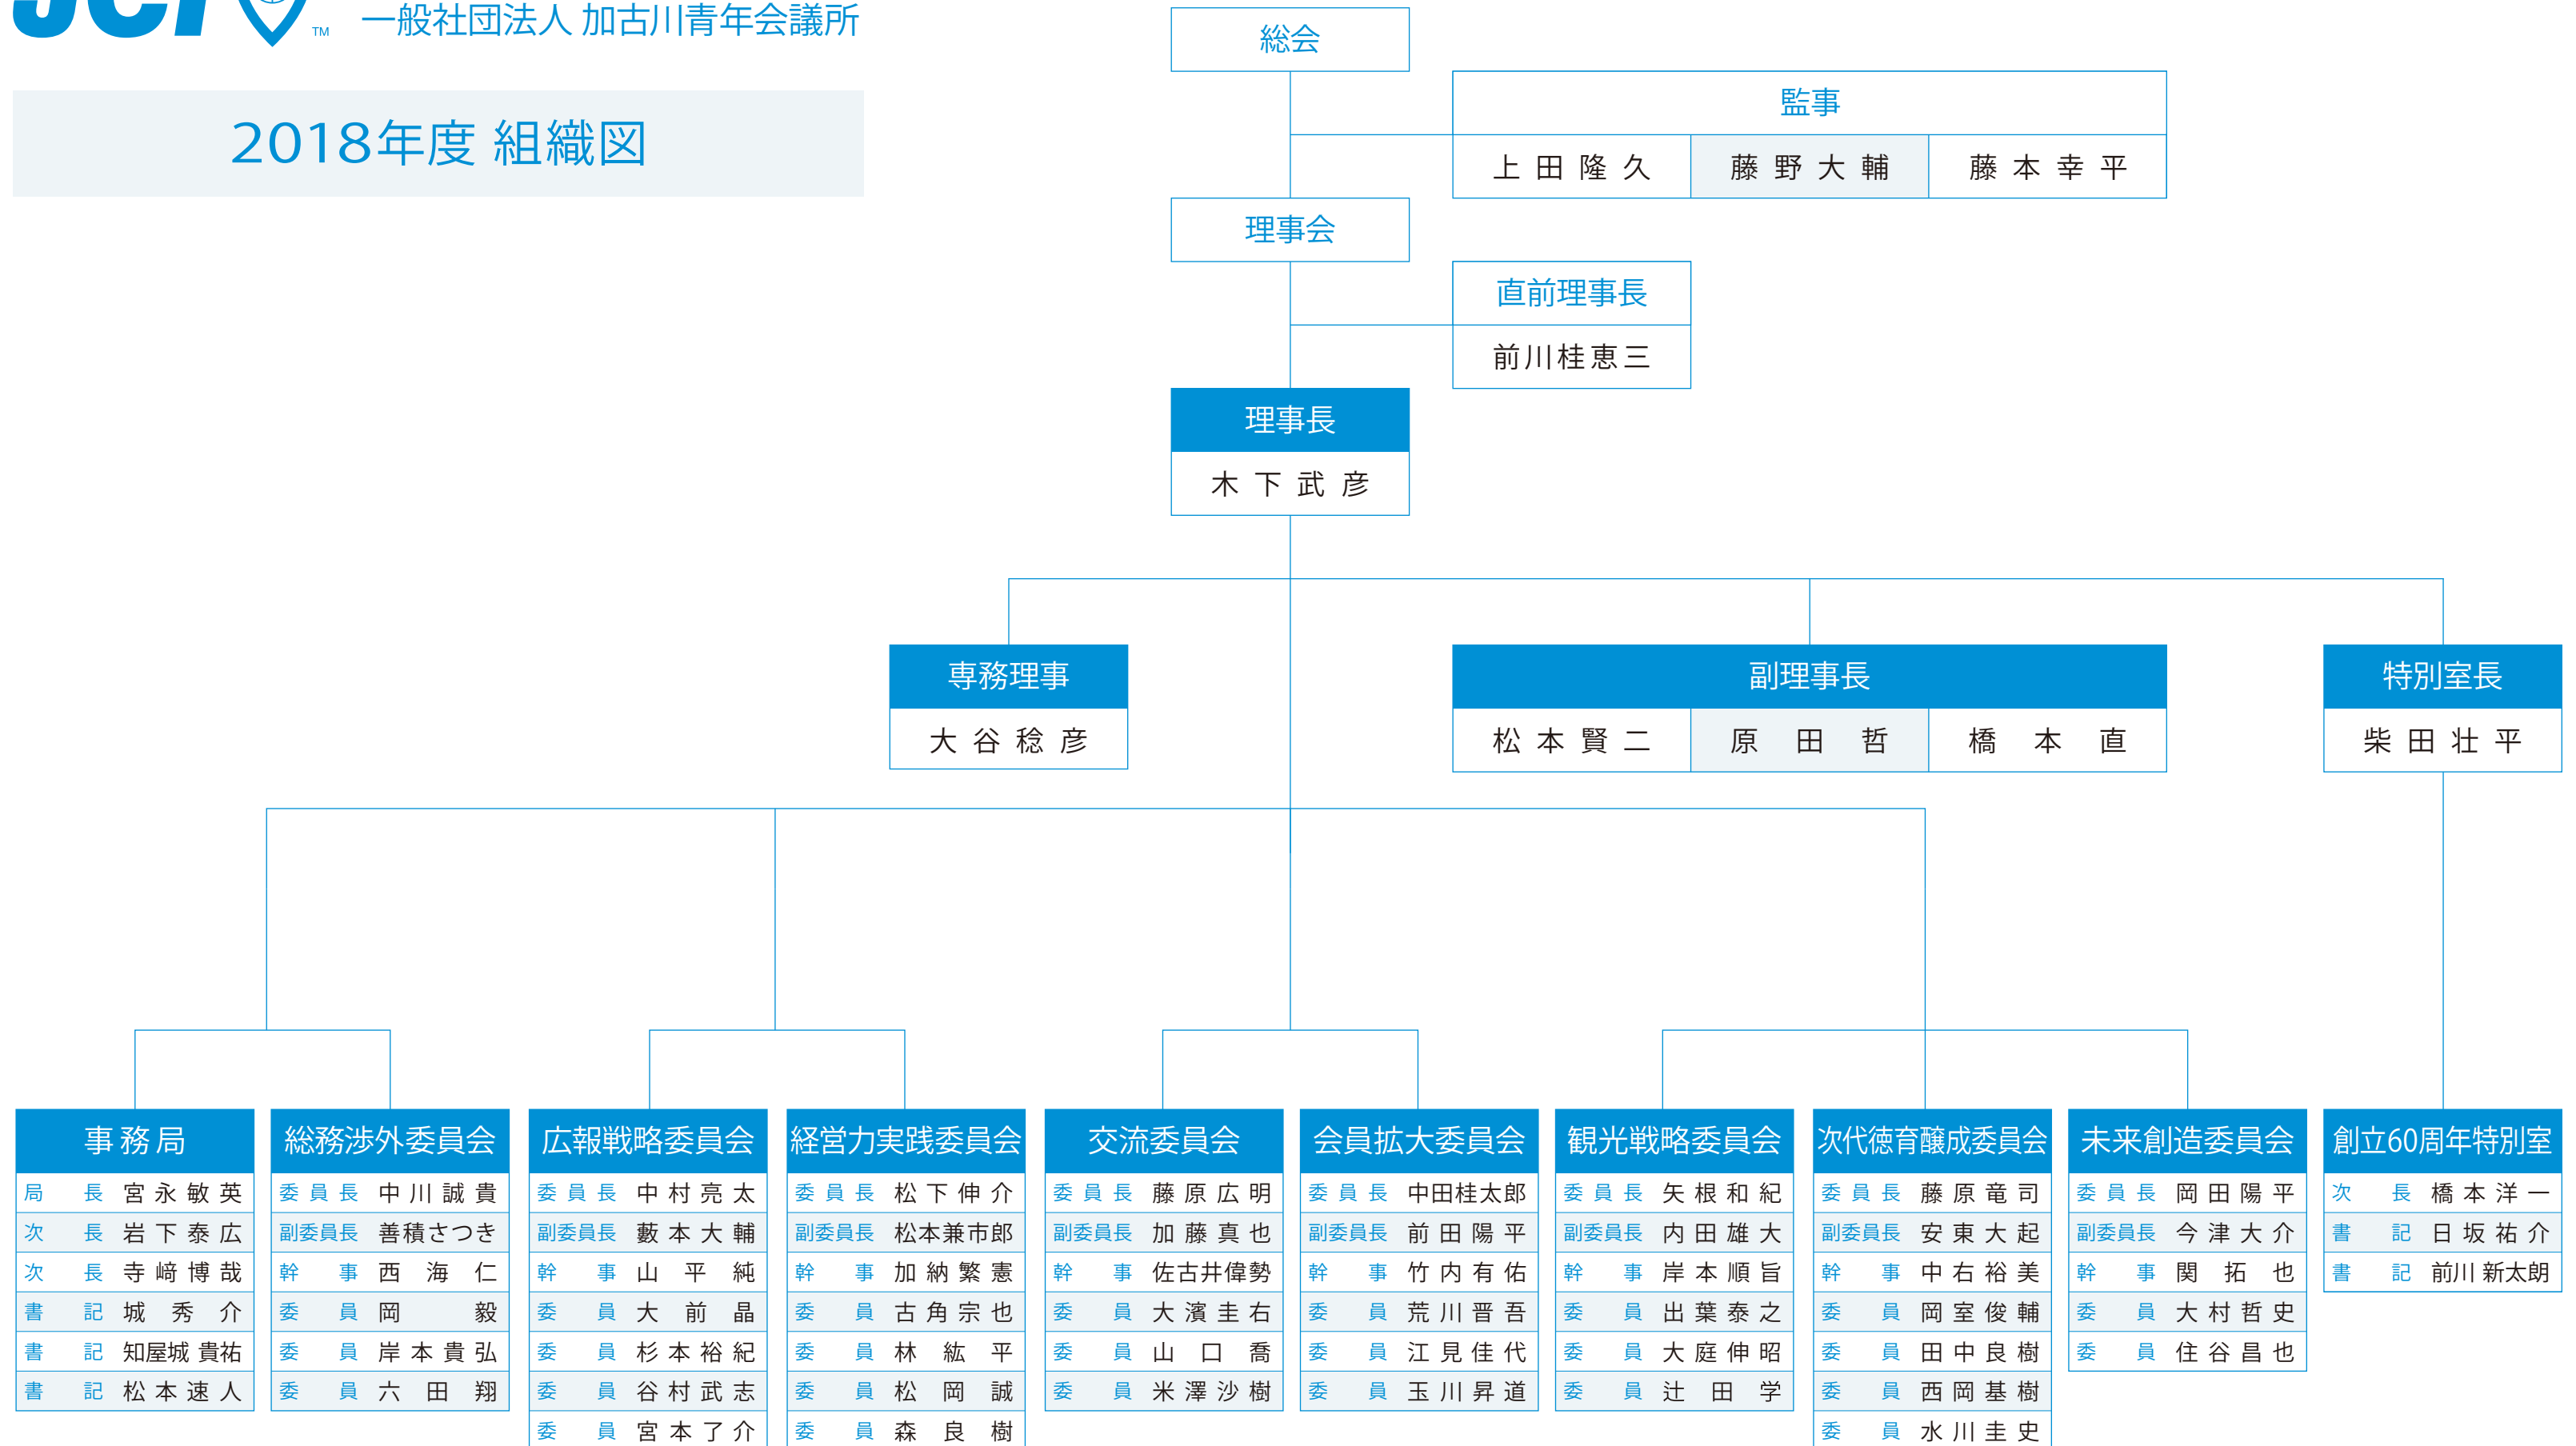 JCI TM 一般社団法人 加古川青年会議所
2018年度 組織図
総会
監事
上田隆久 藤野大輔 藤本幸平
理事会
直前理事長
前川桂恵三
理事長
木下武彦
専務理事
大谷稔彦
副理事長
松本賢二 原田哲 橋本直
特別室長
柴田壮平
事務局
局長 宮永敏英
次長 岩下泰広
次長 寺﨑博哉
書記 城秀介
書記 知屋城 貴祐
書記 松本速人
総務渉外委員会
委員長 中川誠貴
副委員長 善積さつき
幹事 西海仁
委員 岡毅
委員 岸本貴弘
委員 六田翔
広報戦略委員会
委員長 中村亮太
副委員長 藪本大輔
幹事 山平純
委員 大前晶
委員 杉本裕紀
委員 谷村武志
委員 宮本了介
経営力実践委員会
委員長 松下伸介
副委員長 松本兼市郎
幹事 加納繁憲
委員 古角宗也
委員 林紘平
委員 松岡誠
委員 森良樹
交流委員会
委員長 藤原広明
副委員長 加藤真也
幹事 佐古井偉勢
委員 大濱圭右
委員 山口喬
委員 米澤沙樹
会員拡大委員会
委員長 中田桂太郎
副委員長 前田陽平
幹事 竹内有佑
委員 荒川晋吾
委員 江見佳代
委員 玉川昇道
観光戦略委員会
委員長 矢根和紀
副委員長 内田雄大
幹事 岸本順旨
委員 出葉泰之
委員 大庭伸昭
委員 辻田学
次代徳育醸成委員会
委員長 藤原竜司
副委員長 安東大起
幹事 中右裕美
委員 岡室俊輔
委員 田中良樹
委員 西岡基樹
委員 水川圭史
未来創造委員会
委員長 岡田陽平
副委員長 今津大介
幹事 関拓也
委員 大村哲史
委員 住谷昌也
創立60周年特別室
次長 橋本洋一
書記 日坂祐介
書記 前川 新太朗